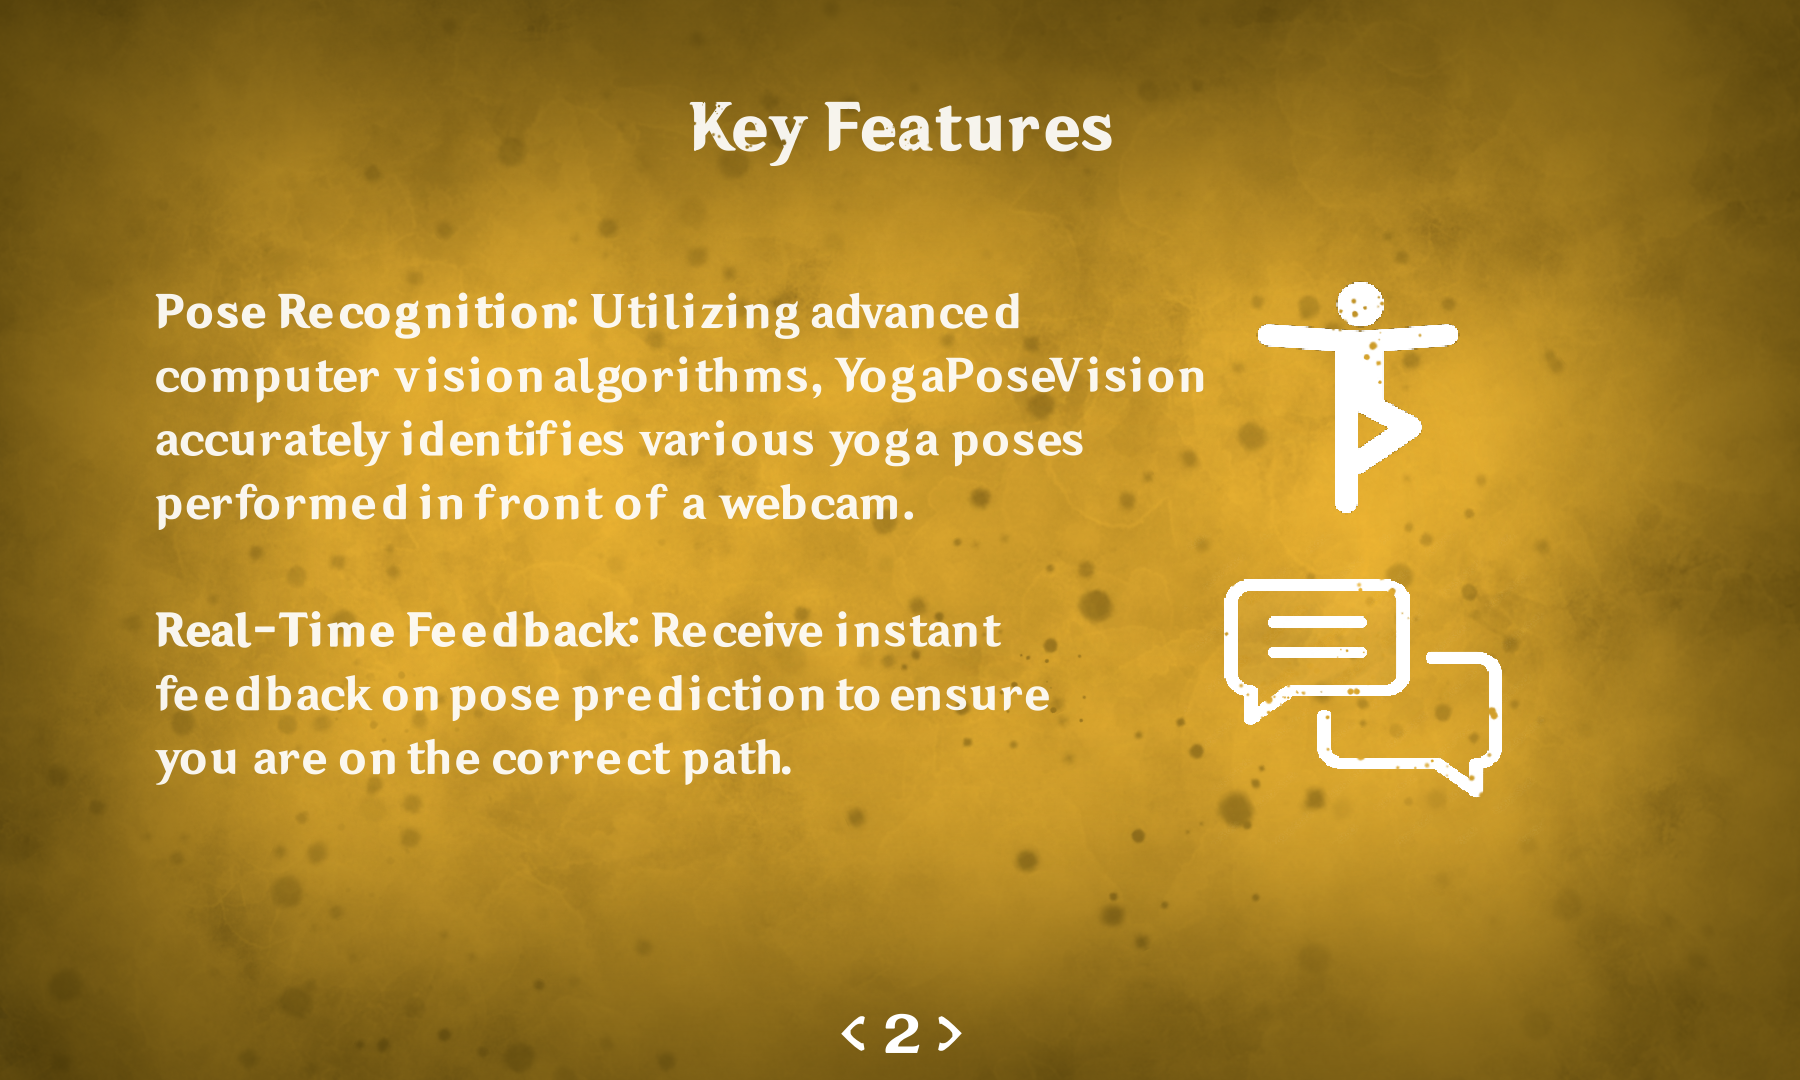 Key Features
Pose Recognition: Utilizing advanced
computer vision algorithms, YogaPoseVision
accurately identifies various yoga poses
performed in front of a webcam.
Real-Time Feedback: Receive instant
feedback on pose prediction to ensure
you are on the correct path.
< 2 >